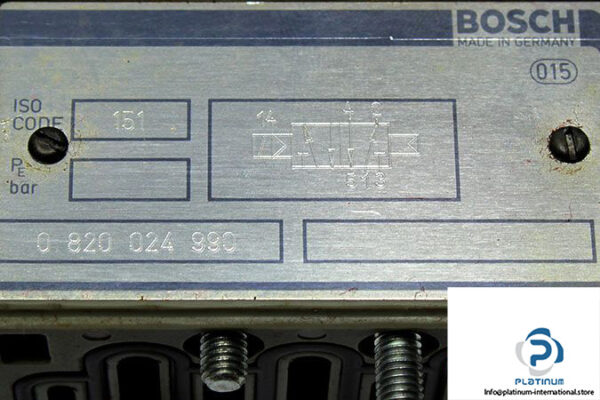 BOSCH
MADE IN GERMANY
015
ISO
CODE
151
14
4 2
5 1 3
PE
bar
0 820 024 990
PLATINUM
Info@platinum-international.store